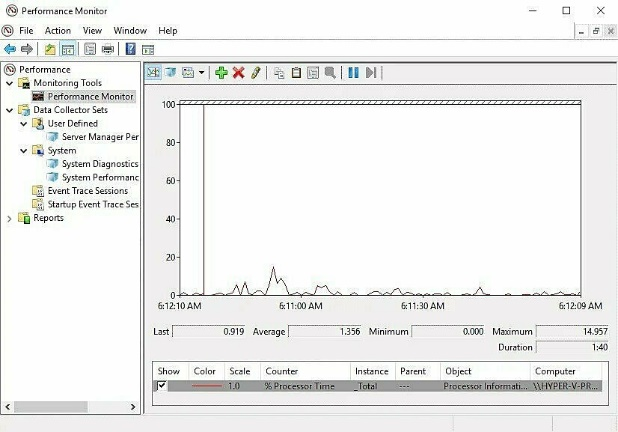 Performance Monitor
File Action View Window Help
Performance
Monitoring Tools
Performance Monitor
Data Collector Sets
User Defined
Server Manager Per
System
System Diagnostics
System Performanc
Event Trace Sessions
Startup Event Trace Ses
Reports
100
80
60
40
20
0
6:12:10 AM 6:11:00 AM 6:11:30 AM 6:12:09 AM
Last 0.919 Average 1.356 Minimum 0.000 Maximum 14.957
Duration 1:40
Show Color Scale Counter Instance Parent Object Computer
1.0 % Processor Time _Total --- Processor Informati... \\HYPER-V-PR...